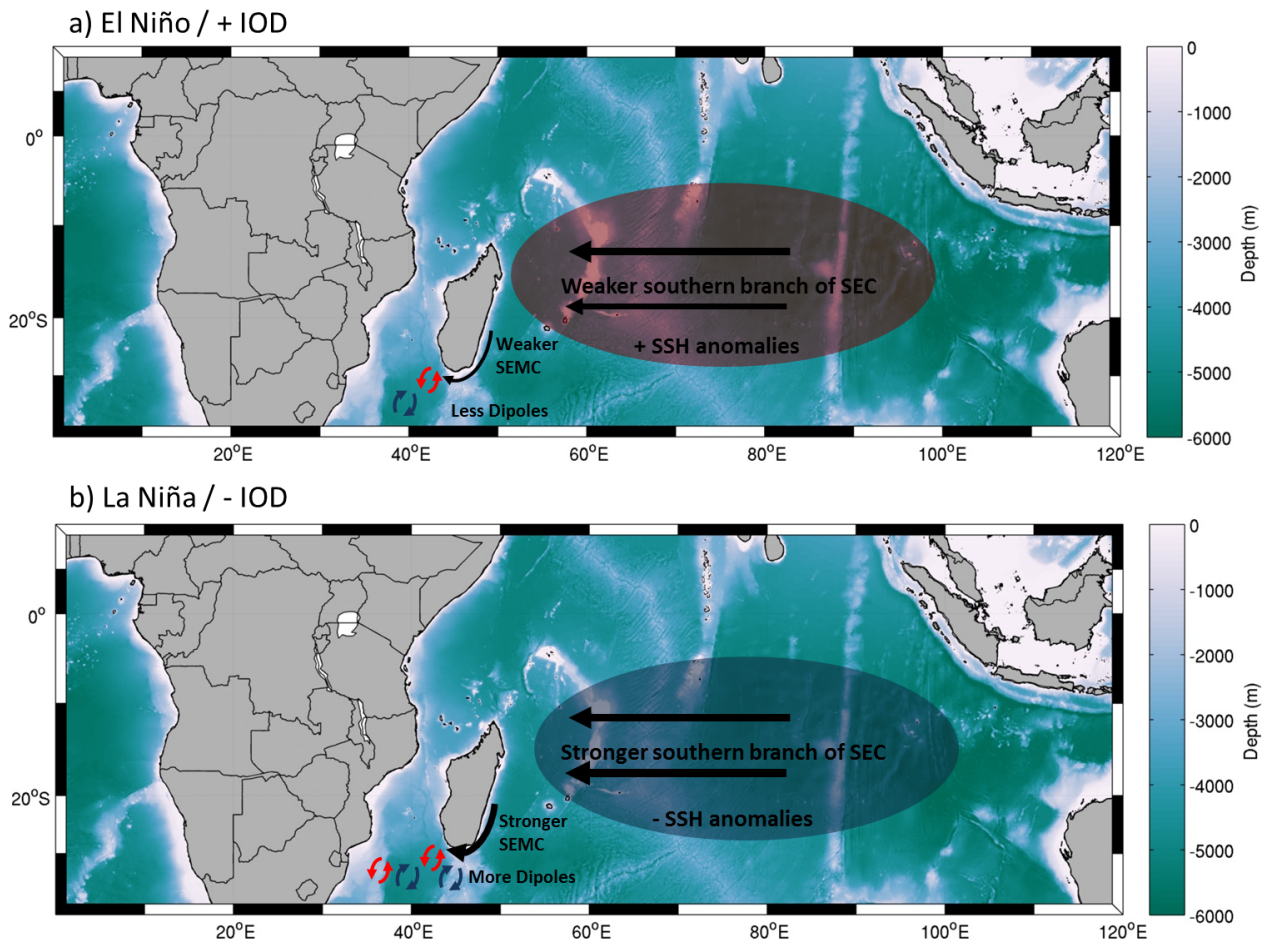 a) El Niño / + IOD
0°
20°S
20°E
40°E
60°E
80°E
100°E
120°E
Weaker southern branch of SEC
+ SSH anomalies
Weaker
SEMC
Less Dipoles
0
-1000
-2000
-3000
-4000
-5000
-6000
Depth (m)
b) La Niña / - IOD
0°
20°S
20°E
40°E
60°E
80°E
100°E
120°E
Stronger southern branch of SEC
- SSH anomalies
Stronger
SEMC
More Dipoles
0
-1000
-2000
-3000
-4000
-5000
-6000
Depth (m)